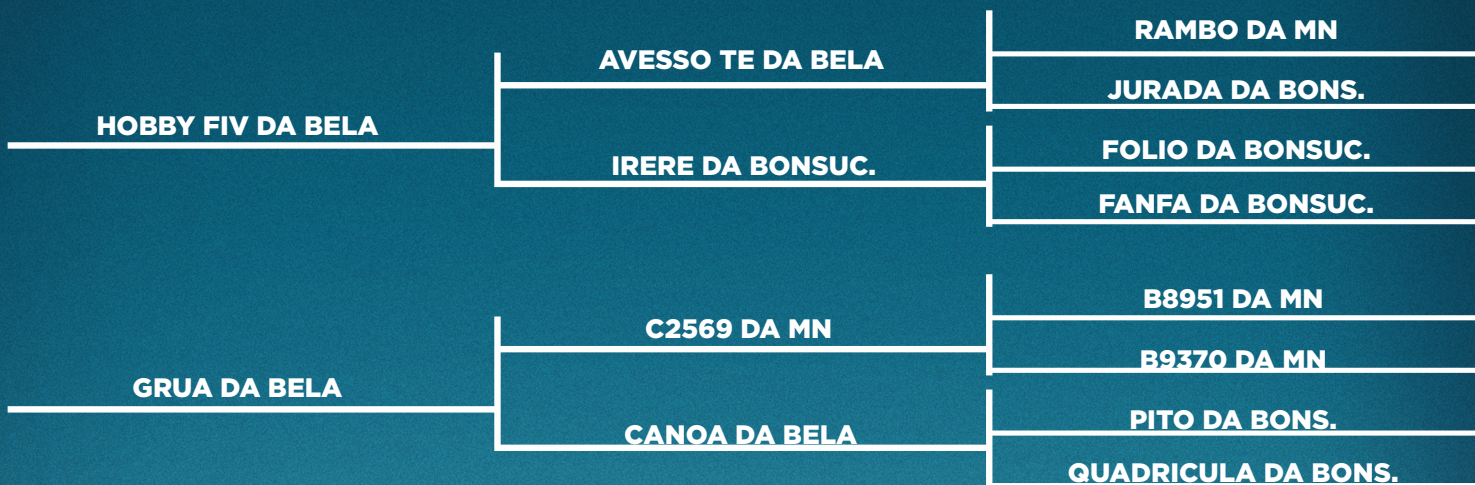 RAMBO DA MN
AVESSO TE DA BELA
JURADA DA BONS.
HOBBY FIV DA BELA
FOLIO DA BONSUC.
IRERE DA BONSUC.
FANFA DA BONSUC.
B8951 DA MN
C2569 DA MN
B9370 DA MN
GRUA DA BELA
PITO DA BONS.
CANOA DA BELA
QUADRICULA DA BONS.